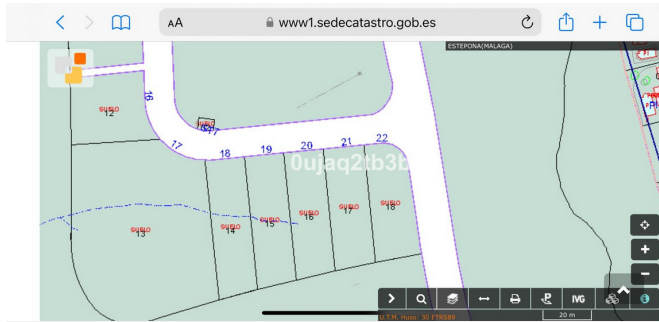 AA
www1.sedecatastro.gob.es
ESTEPONA(MALAGA)
16
SUELO
12
17
18
19
20
21
22
0ujaq2tb3b
SUELO
13
SUELO
14
SUELO
15
SUELO
16
SUELO
17
SUELO
18
IVG
U.T.M. Huso: 30 ETRS89
20 m